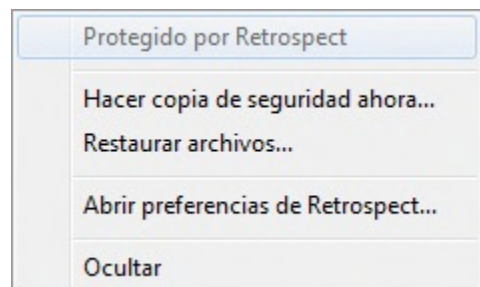 Protegido por Retrospect
Hacer copia de seguridad ahora...
Restaurar archivos...
Abrir preferencias de Retrospect...
Ocultar